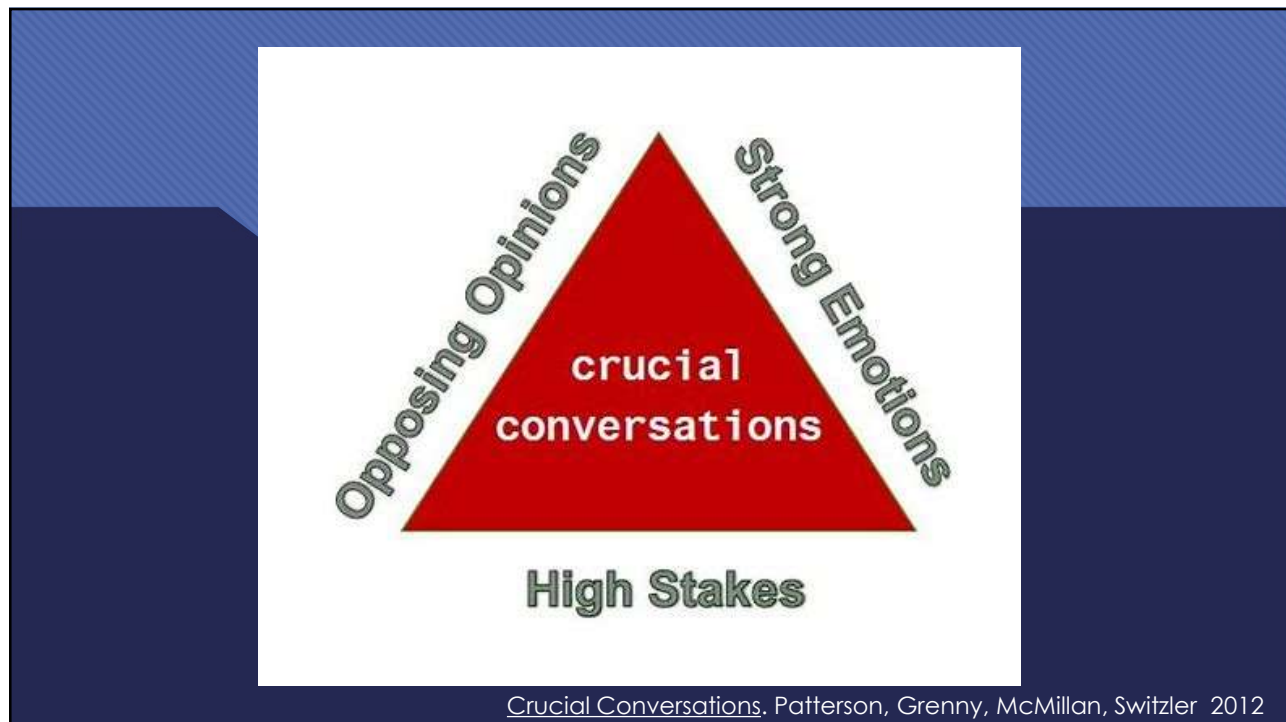 Opposing Opinions
Strong Emotions
crucial
conversations
High Stakes
Crucial Conversations. Patterson, Grenny, McMillan, Switzler 2012